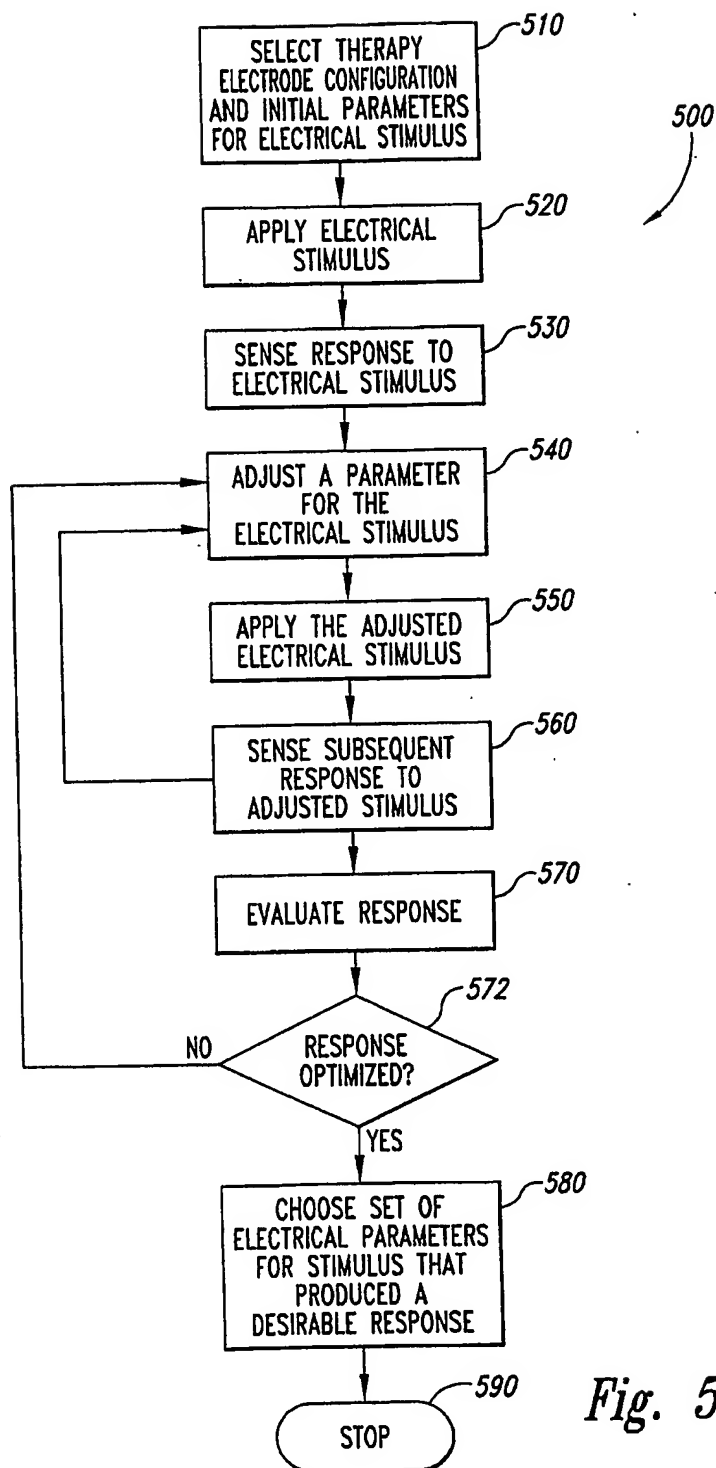 510
SELECT THERAPY
ELECTRODE CONFIGURATION
AND INITIAL PARAMETERS
FOR ELECTRICAL STIMULUS
500
520
APPLY ELECTRICAL
STIMULUS
530
SENSE RESPONSE TO
ELECTRICAL STIMULUS
540
ADJUST A PARAMETER
FOR THE
ELECTRICAL STIMULUS
550
APPLY THE ADJUSTED
ELECTRICAL STIMULUS
560
SENSE SUBSEQUENT
RESPONSE TO
ADJUSTED STIMULUS
570
EVALUATE RESPONSE
572
NO
RESPONSE
OPTIMIZED?
YES
580
CHOOSE SET OF
ELECTRICAL PARAMETERS
FOR STIMULUS THAT
PRODUCED A
DESIRABLE RESPONSE
590
STOP
Fig. 5